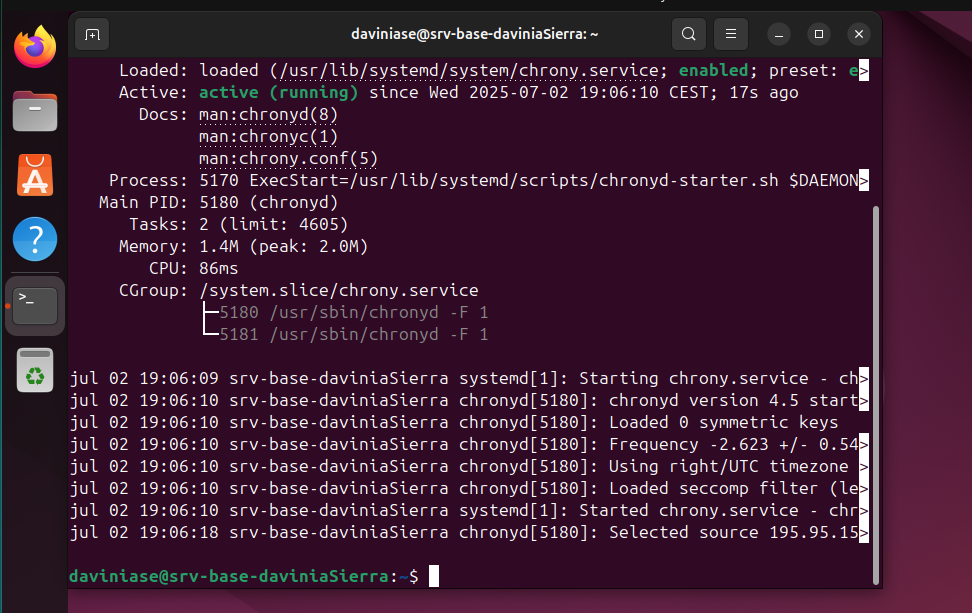 daviniase@srv-base-daviniaSierra: ~
Loaded: loaded (/usr/lib/systemd/system/chrony.service; enabled; preset: e>
Active: active (running) since Wed 2025-07-02 19:06:10 CEST; 17s ago
Docs: man:chronyd(8)
man:chronyc(1)
man:chrony.conf(5)
Process: 5170 ExecStart=/usr/lib/systemd/scripts/chronyd-starter.sh $DAEMON>
Main PID: 5180 (chronyd)
Tasks: 2 (limit: 4605)
Memory: 1.4M (peak: 2.0M)
CPU: 86ms
CGroup: /system.slice/chrony.service
├─5180 /usr/sbin/chronyd -F 1
└─5181 /usr/sbin/chronyd -F 1
jul 02 19:06:09 srv-base-daviniaSierra systemd[1]: Starting chrony.service - ch>
jul 02 19:06:10 srv-base-daviniaSierra chronyd[5180]: chronyd version 4.5 start>
jul 02 19:06:10 srv-base-daviniaSierra chronyd[5180]: Loaded 0 symmetric keys
jul 02 19:06:10 srv-base-daviniaSierra chronyd[5180]: Frequency -2.623 +/- 0.54>
jul 02 19:06:10 srv-base-daviniaSierra chronyd[5180]: Using right/UTC timezone >
jul 02 19:06:10 srv-base-daviniaSierra chronyd[5180]: Loaded seccomp filter (le>
jul 02 19:06:10 srv-base-daviniaSierra systemd[1]: Started chrony.service - chr>
jul 02 19:06:18 srv-base-daviniaSierra chronyd[5180]: Selected source 195.95.15>
daviniase@srv-base-daviniaSierra:~$